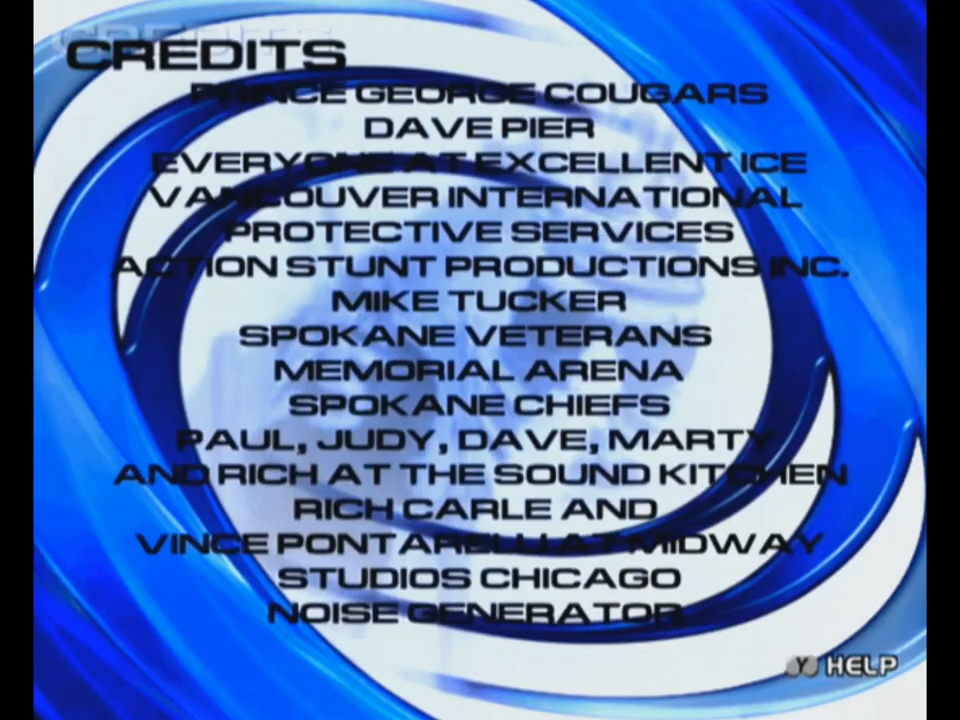 CREDITS
PRINCE GEORGE COUGARS
DAVE PIER
EVERYONE AT EXCELLENT ICE
VANCOUVER INTERNATIONAL
PROTECTIVE SERVICES
ACTION STUNT PRODUCTIONS INC.
MIKE TUCKER
SPOKANE VETERANS
MEMORIAL ARENA
SPOKANE CHIEFS
PAUL, JUDY, DAVE, MARTY
AND RICH AT THE SOUND KITCHEN
RICH CARLE AND
VINCE PONTARELLI AT MIDWAY
STUDIOS CHICAGO
NOISE GENERATOR
Y HELP